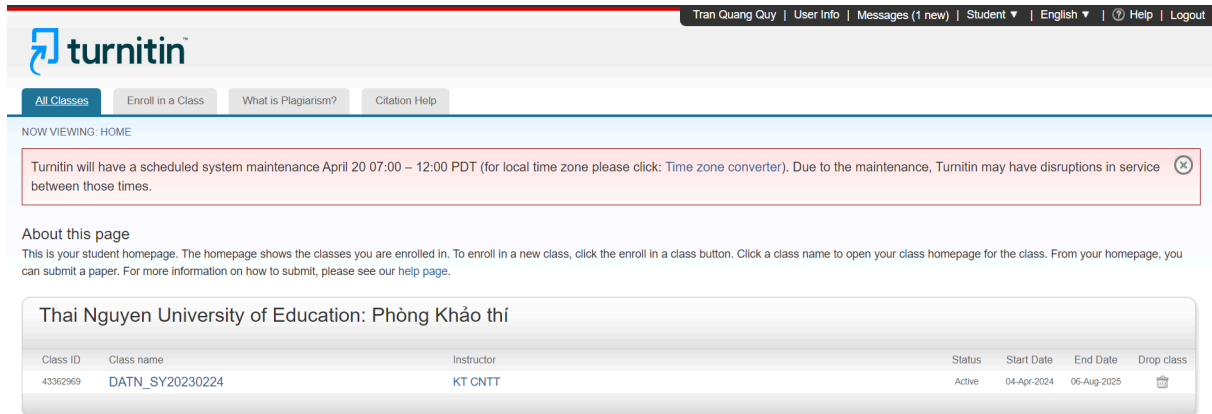 Tran Quang Quy | User Info | Messages (1 new) | Student ▼ | English ▼ | ? Help | Logout
turnitin™
All Classes Enroll in a Class What is Plagiarism? Citation Help
NOW VIEWING: HOME
Turnitin will have a scheduled system maintenance April 20 07:00 – 12:00 PDT (for local time zone please click: Time zone converter). Due to the maintenance, Turnitin may have disruptions in service
between those times.
About this page
This is your student homepage. The homepage shows the classes you are enrolled in. To enroll in a new class, click the enroll in a class button. Click a class name to open your class homepage for the class. From your homepage, you
can submit a paper. For more information on how to submit, please see our help page.
Thai Nguyen University of Education: Phòng Khảo thí
Class ID Class name Instructor Status Start Date End Date Drop class
43362969 DATN_SY20230224 KT CNTT Active 04-Apr-2024 06-Aug-2025